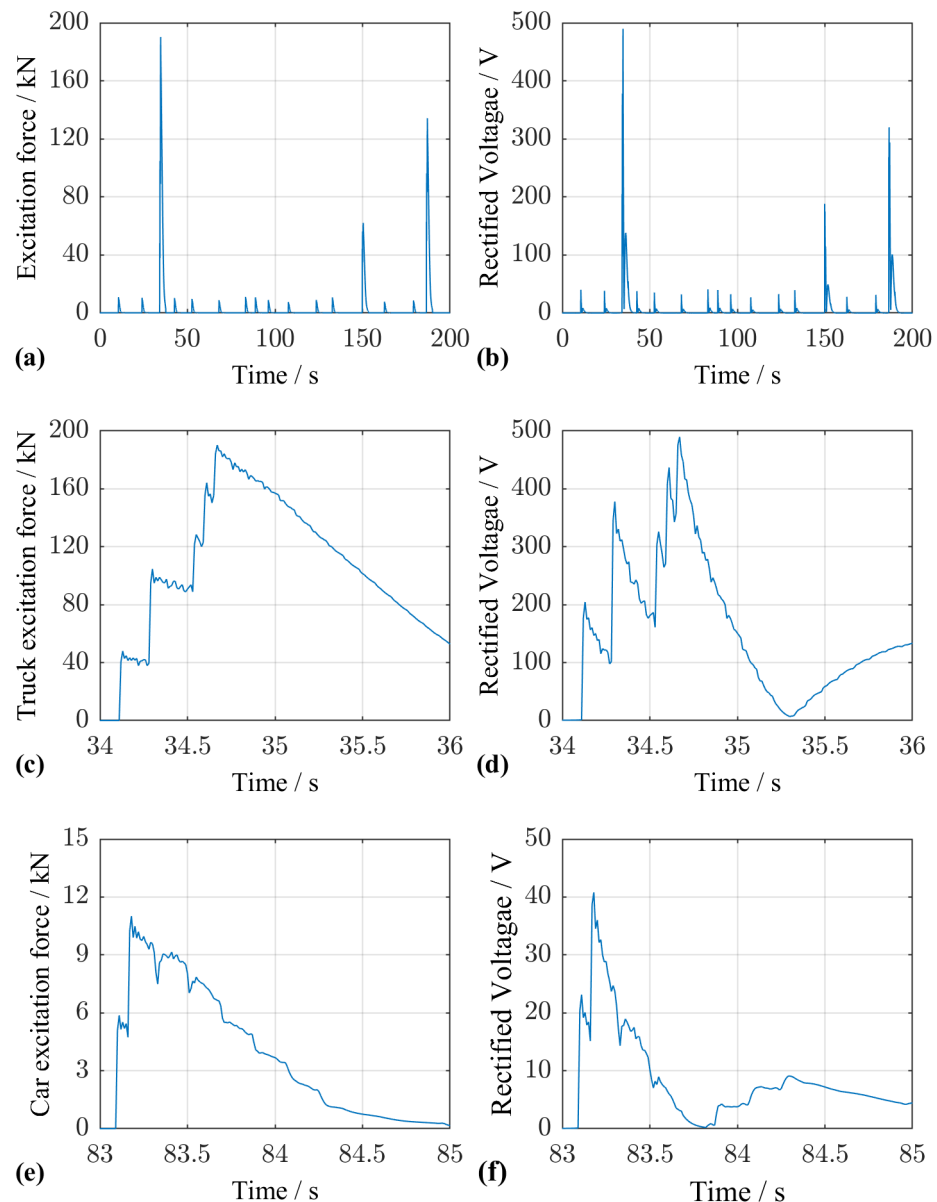 200
160
120
80
40
0
Excitation force / kN
0 50 100 150 200
Time / s
(a)
500
400
300
200
100
0
Rectified Voltagae / V
0 50 100 150 200
Time / s
(b)
200
160
120
80
40
0
Truck excitation force / kN
34 34.5 35 35.5 36
Time / s
(c)
500
400
300
200
100
0
Rectified Voltagae / V
34 34.5 35 35.5 36
Time / s
(d)
15
12
9
6
3
0
Car excitation force / kN
83 83.5 84 84.5 85
Time / s
(e)
50
40
30
20
10
0
Rectified Voltagae / V
83 83.5 84 84.5 85
Time / s
(f)